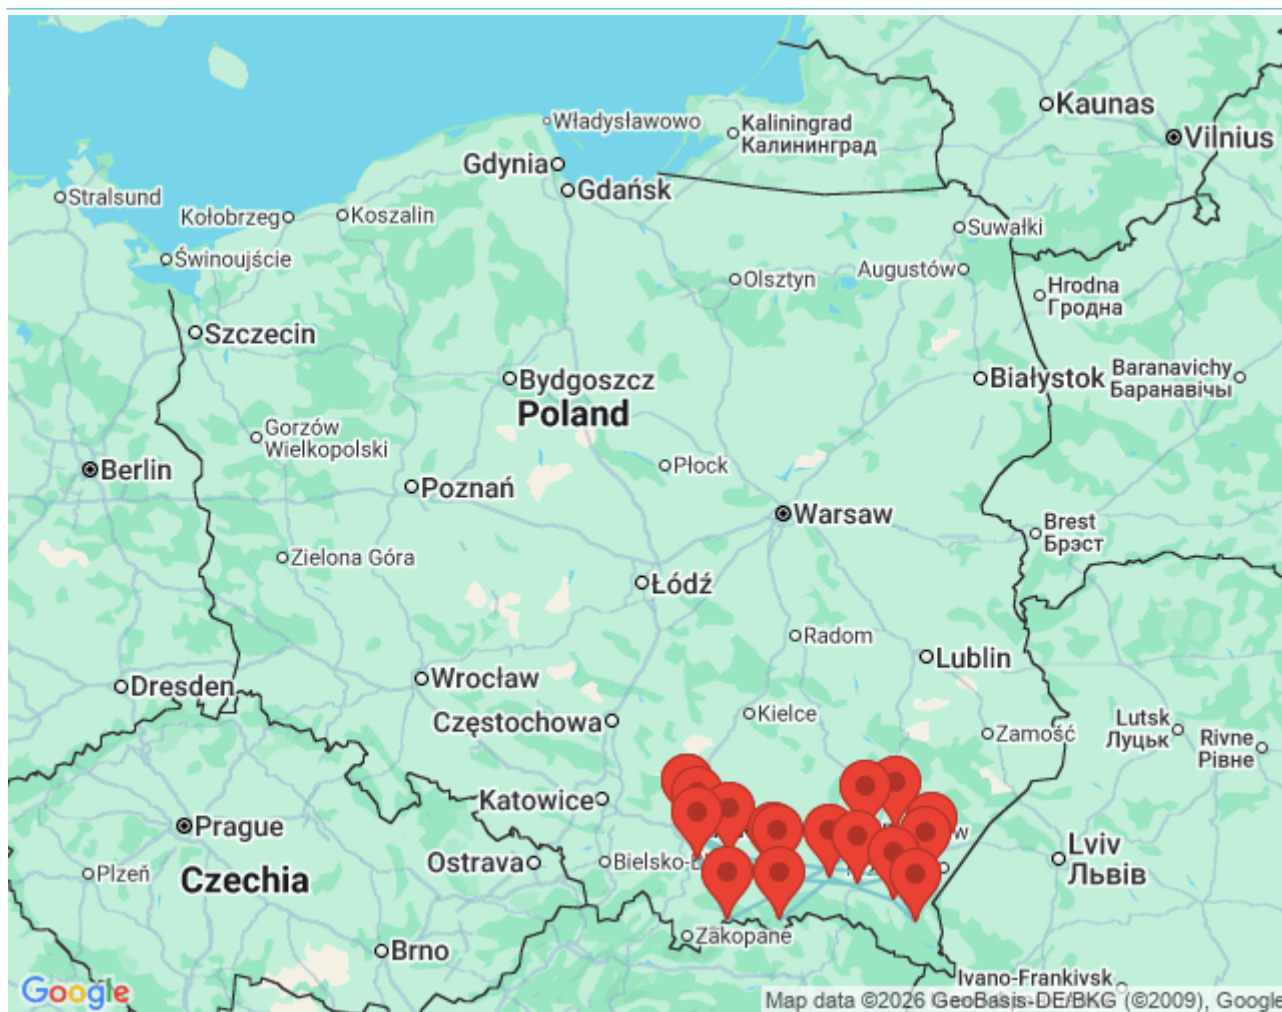 Kaunas
Władysławowo
Kaliningrad
Калининград
Vilnius
Gdynia
Gdańsk
Stralsund
Kołobrzeg
Koszalin
Suwałki
Świnoujście
Augustów
Olsztyn
Hrodna
Гродна
Szczecin
Bydgoszcz
Białystok
Baranavichy
Баранавічы
Poland
Gorzów
Wielkopolski
Berlin
Płock
Poznań
Warsaw
Brest
Брэст
Zielona Góra
Łódź
Radom
Lublin
Dresden
Wrocław
Częstochowa
Kielce
Zamość
Lutsk
Луцьк
Rivne
Рівне
Katowice
Prague
Ostrava
Lviv
Львів
Plzeň
Czechia
Zakopane
Brno
Ivano-Frankivsk
Google
Map data ©2026 GeoBasis-DE/BKG (©2009), Google